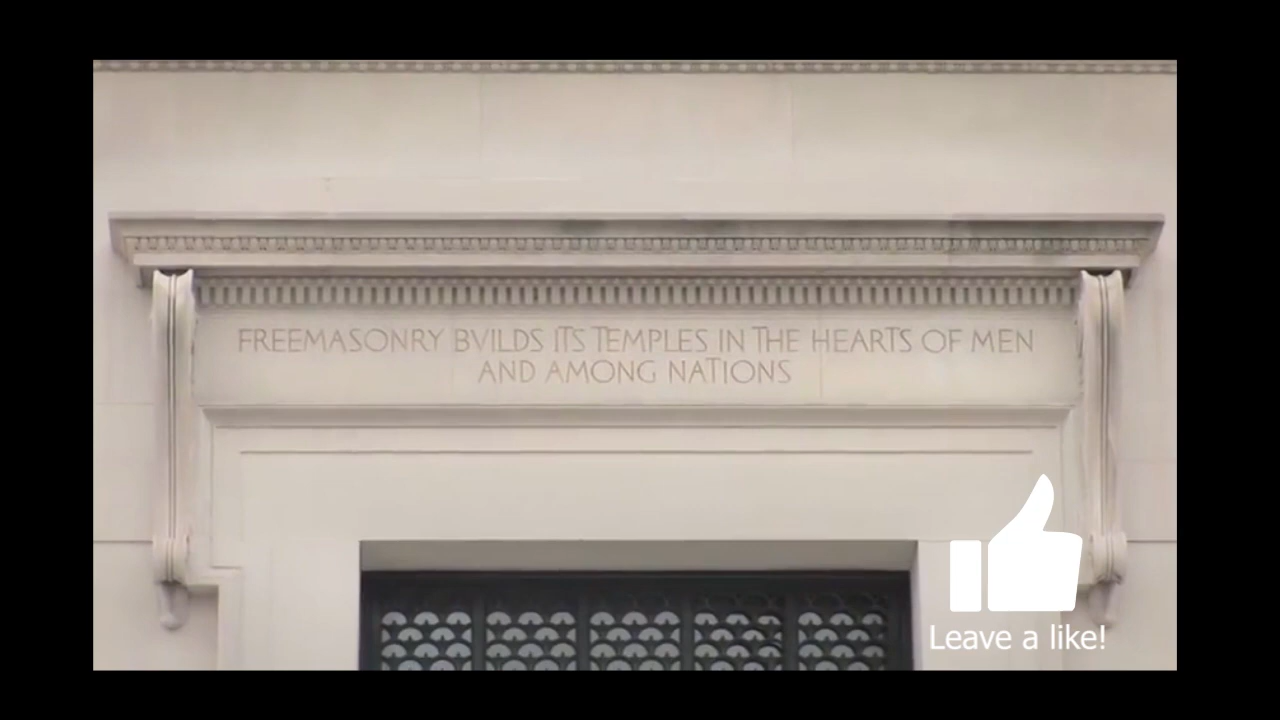 FREEMASONRY BVILDS ITS TEMPLES IN THE HEARTS OF MEN
AND AMONG NATIONS
Leave a like!